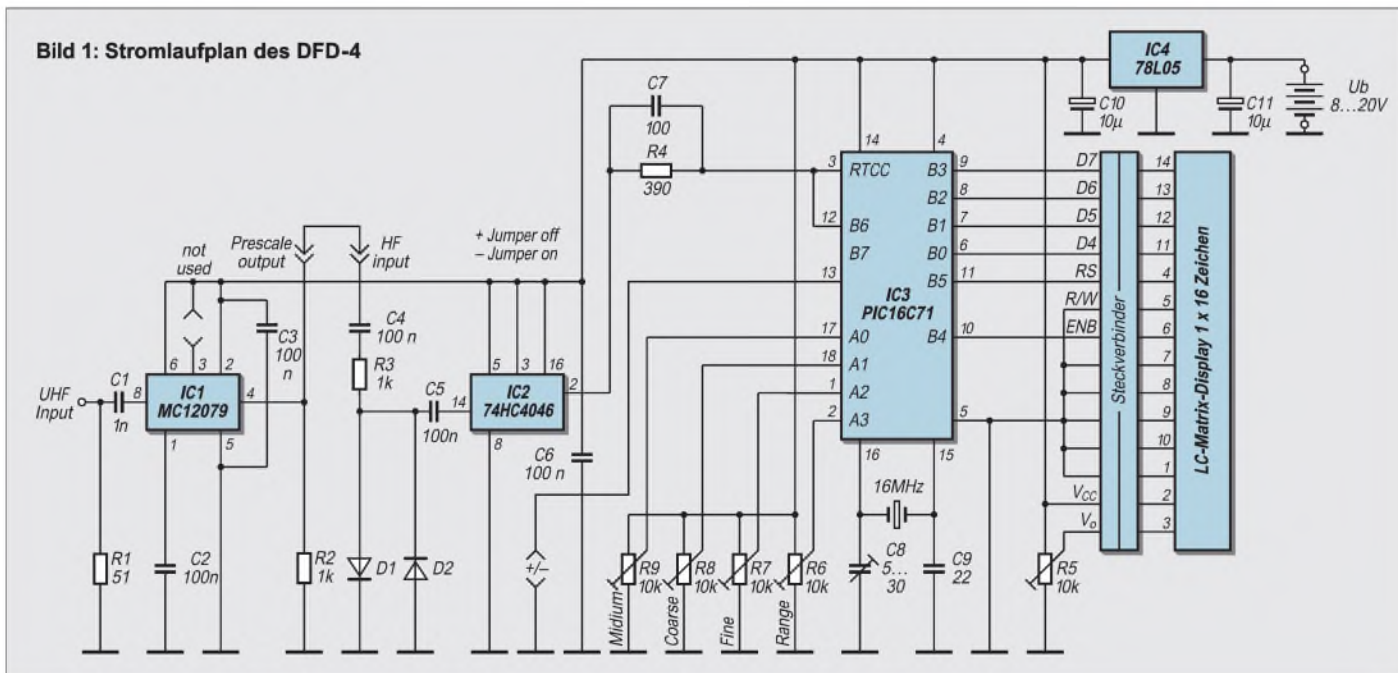 Bild 1: Stromlaufplan des DFD-4
IC4
78L05
C7
100
R4
390
C10
10µ
C11
10µ
Ub
8...20V
14
4
3
RTCC
B3
9
D7
14
B2
8
D6
13
12
B6
B1
7
D5
12
B7
B0
6
D4
11
13
B5
11
RS
4
IC3
PIC16C71
R/W
5
17
A0
B4
10
ENB
6
18
A1
7
1
A2
8
2
A3
5
9
10
16
15
1
VCC
2
Vo
3
Steckverbinder
LC-Matrix-Display 1 x 16 Zeichen
not
used
Prescale
output
HF
input
+ Jumper off
– Jumper on
C3
100
n
C4
100 n
R3
1k
6
3
2
5
3
16
UHF
Input
C1
1n
8
IC1
MC12079
4
C5
100n
14
IC2
74HC4046
2
1
5
8
C6
100 n
16MHz
R1
51
C2
100n
R2
1k
D1
D2
+/–
R9
10k
Midium
R8
10k
Coarse
R7
10k
Fine
R6
10k
Range
C8
5...
30
C9
22
R5
10k